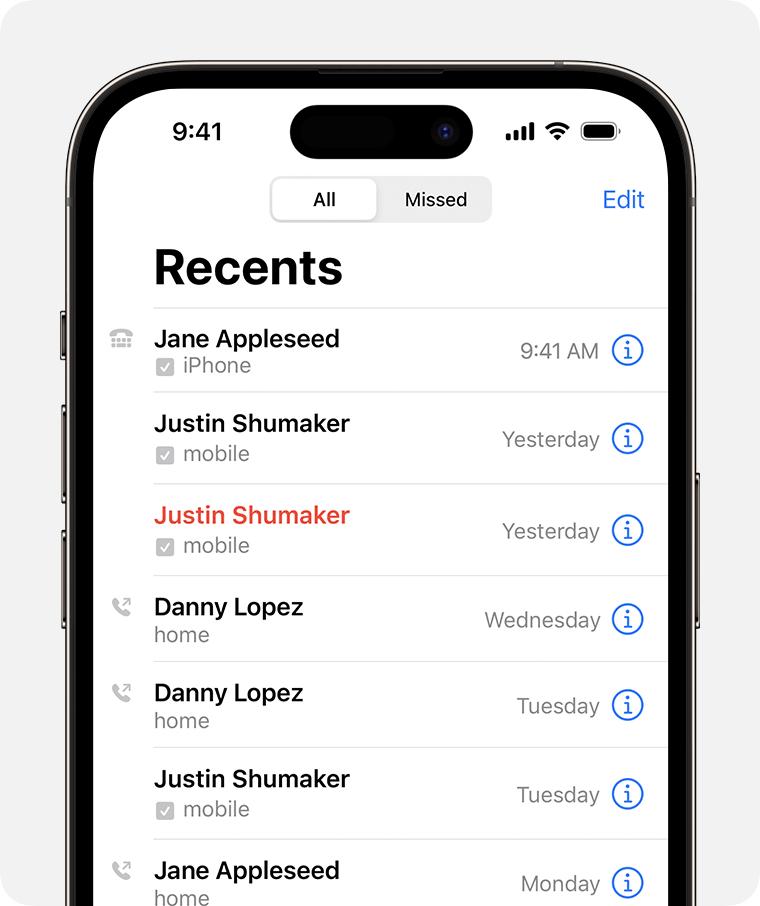 9:41
All Missed Edit
Recents
Jane Appleseed
iPhone
9:41 AM
Justin Shumaker
mobile
Yesterday
Justin Shumaker
mobile
Yesterday
Danny Lopez
home
Wednesday
Danny Lopez
home
Tuesday
Justin Shumaker
mobile
Tuesday
Jane Appleseed
home
Monday